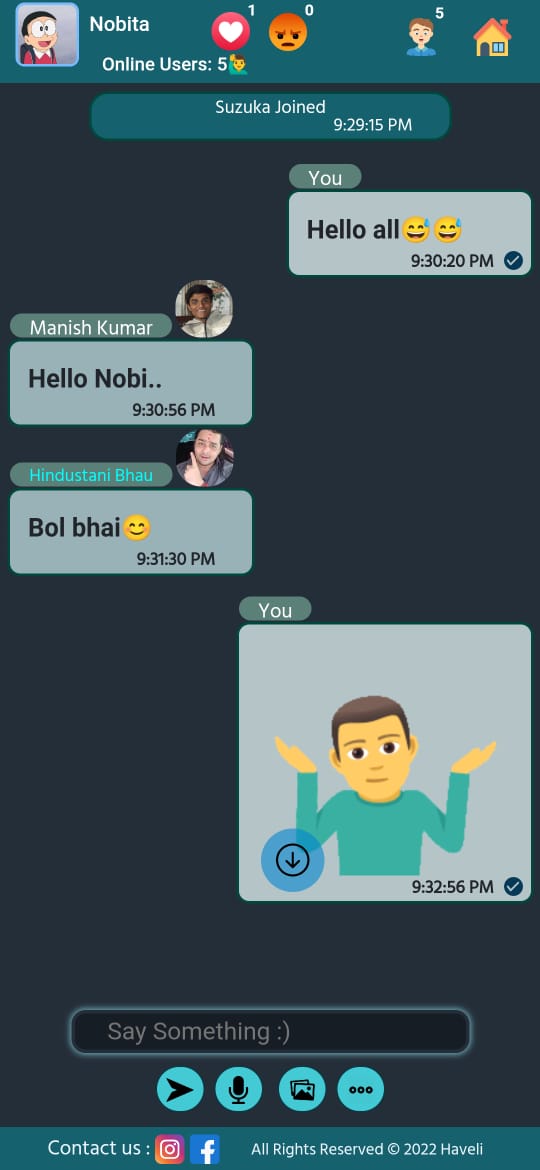 Nobita
1
0
5
Online Users: 5🙋‍♂️
Suzuka Joined
9:29:15 PM
You
Hello all😅😅
9:30:20 PM
Manish Kumar
Hello Nobi..
9:30:56 PM
Hindustani Bhau
Bol bhai😊
9:31:30 PM
You
9:32:56 PM
Say Something :)
Contact us :
All Rights Reserved © 2022 Haveli